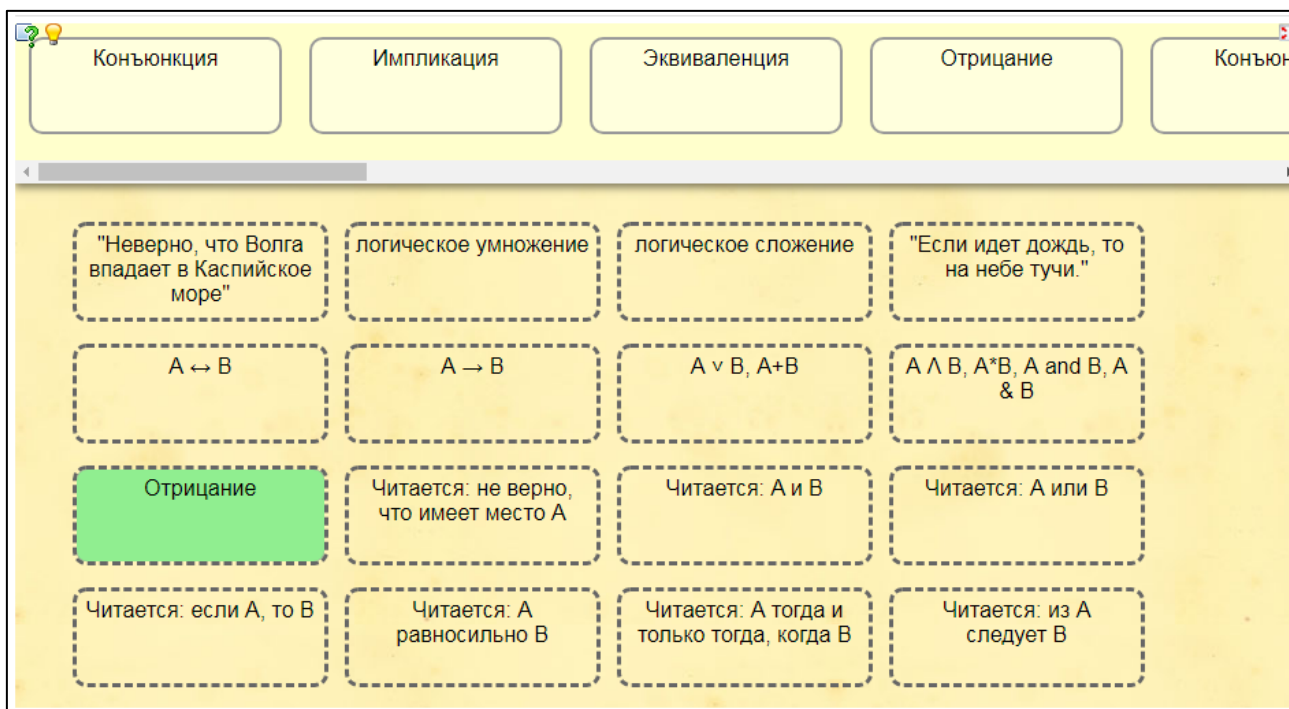 Конъюнкция
Импликация
Эквиваленция
Отрицание
"Неверно, что Волга
впадает в Каспийское
море"
логическое умножение
логическое сложение
"Если идет дождь, то
на небе тучи."
A ↔ B
A → B
A ˅ B, A+B
A Λ B, A*B, A and B, A
& B
Отрицание
Читается: не верно,
что имеет место A
Читается: A и B
Читается: A или B
Читается: если A, то B
Читается: A
равносильно B
Читается: A тогда и
только тогда, когда B
Читается: из A
следует B